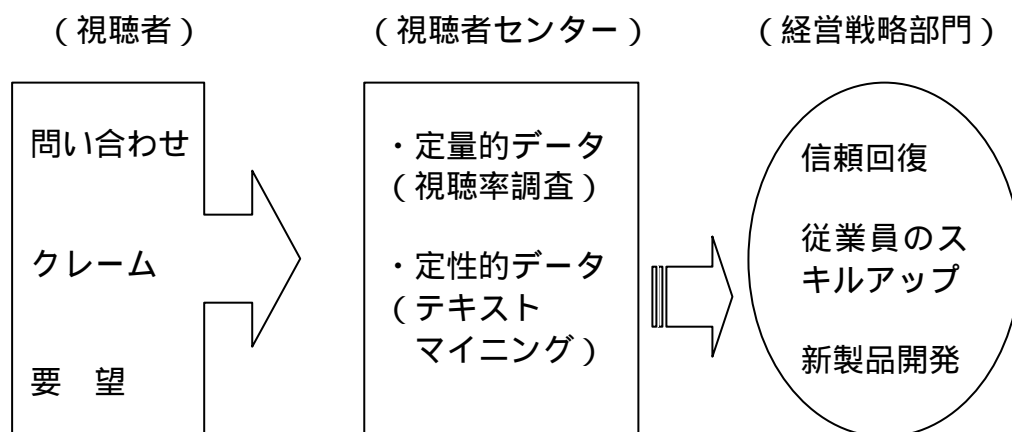 （視聴者）
（視聴者センター）
（経営戦略部門）
問い合わせ
クレーム
要　望
・定量的データ
（視聴率調査）
・定性的データ
（テキスト
マイニング）
信頼回復
従業員のス
キルアップ
新製品開発